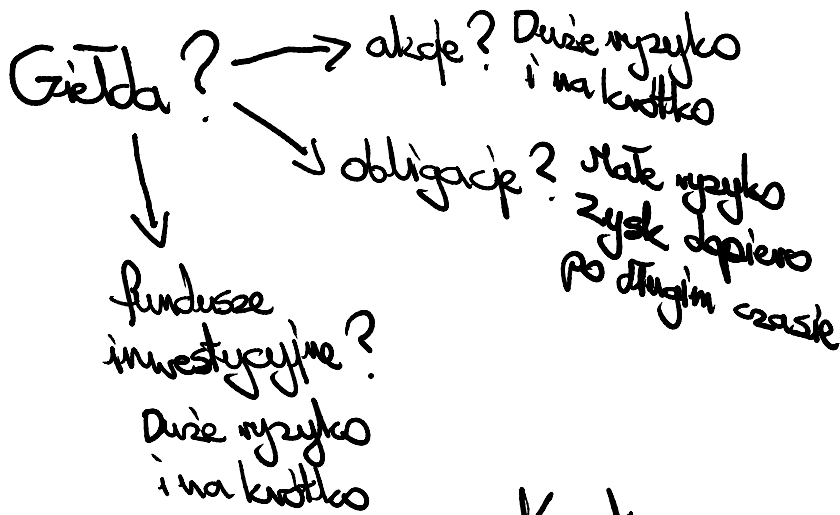 Giełda?
akcje? Duże ryzyko
i na krótko
obligacje? Małe ryzyko
Zysk dopiero
po długim czasie
fundusze
inwestycyjne?
Duże ryzyko
i na krótko